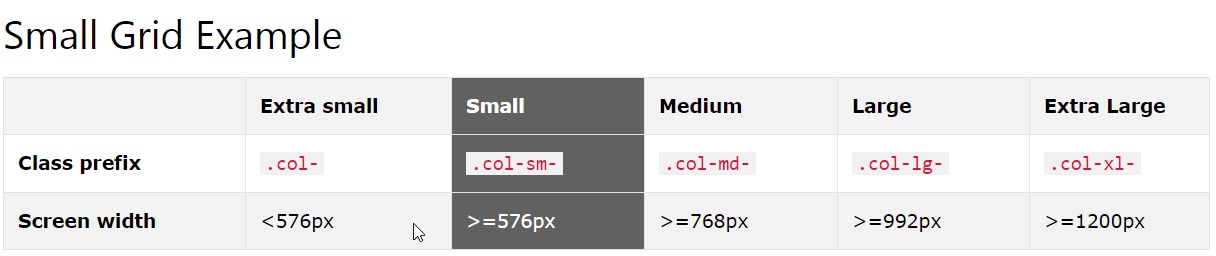 Small Grid Example
Extra small Small Medium Large Extra Large
Class prefix .col- .col-sm- .col-md- .col-lg- .col-xl-
Screen width <576px >=576px >=768px >=992px >=1200px